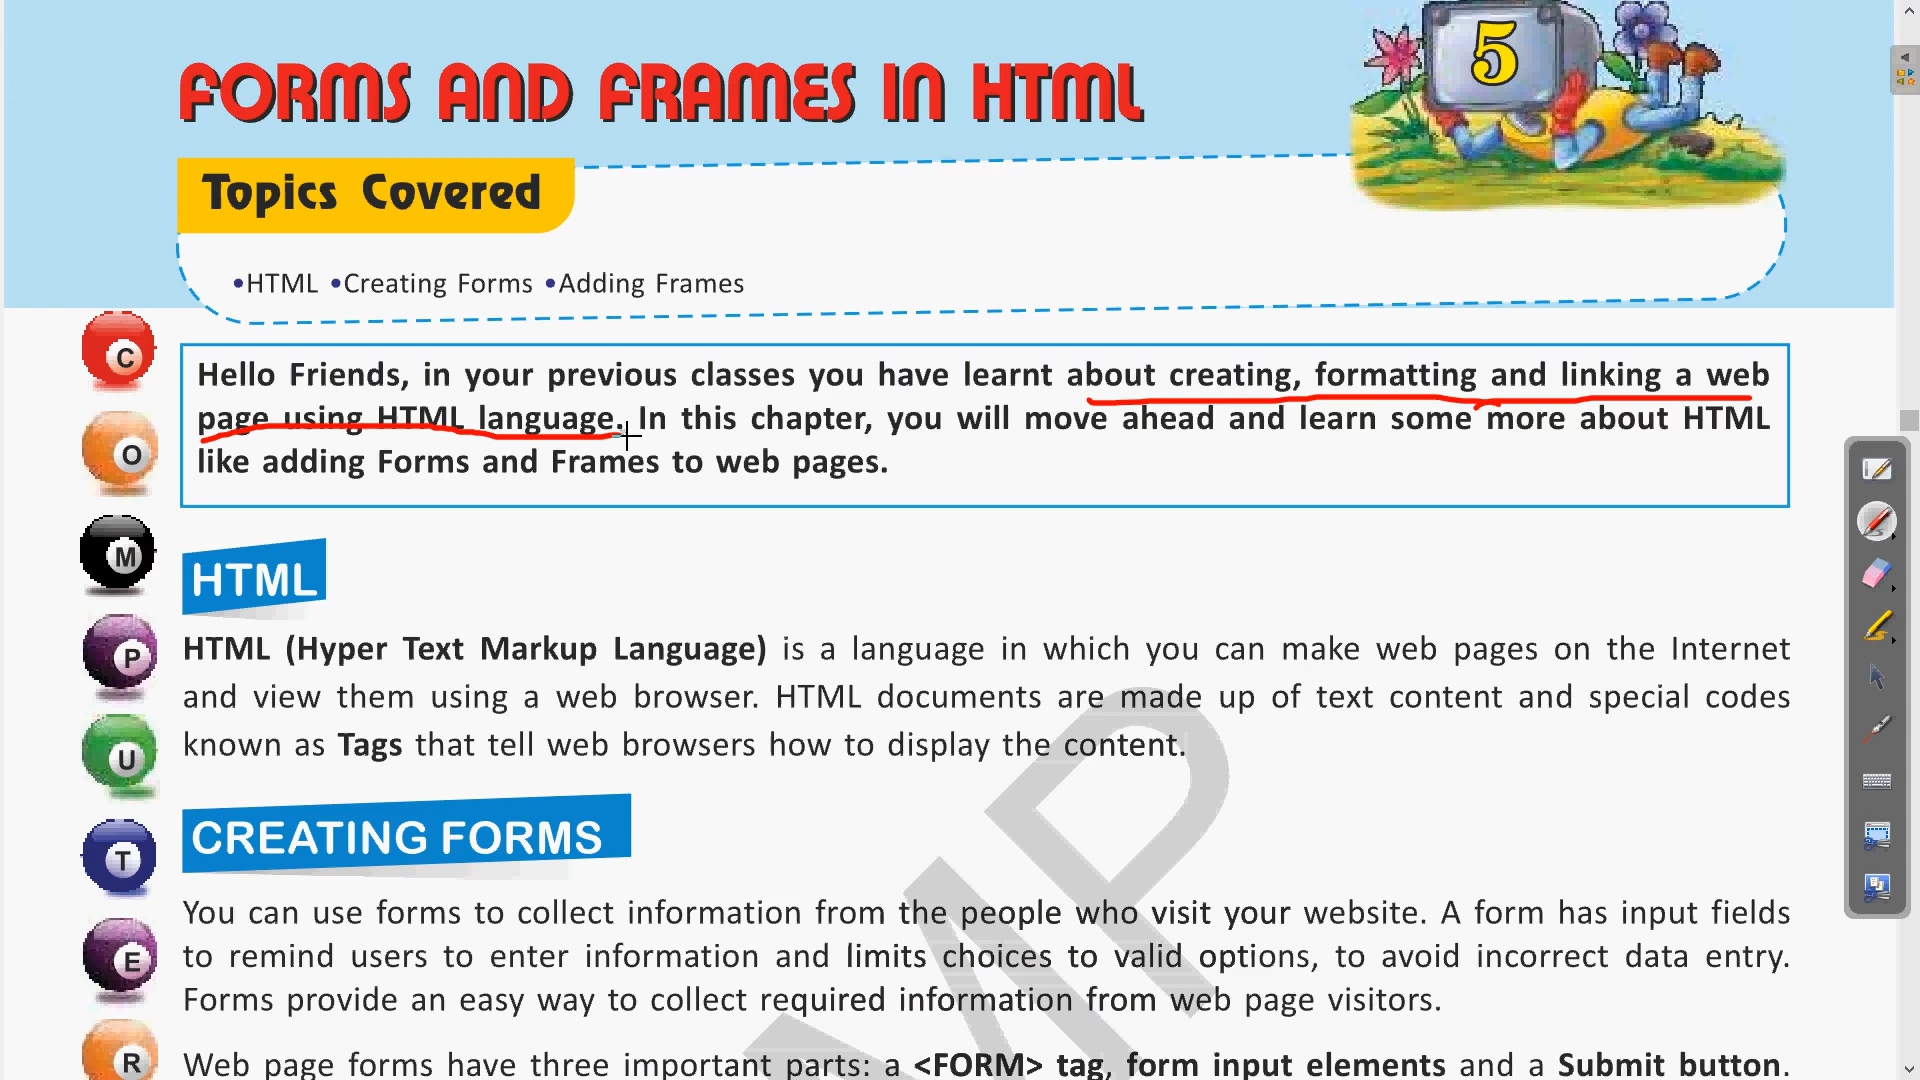 5
FORMS AND FRAMES IN HTML
Topics Covered
•HTML •Creating Forms •Adding Frames
Hello Friends, in your previous classes you have learnt about creating, formatting and linking a web
page using HTML language. In this chapter, you will move ahead and learn some more about HTML
like adding Forms and Frames to web pages.
HTML
HTML (Hyper Text Markup Language) is a language in which you can make web pages on the Internet
and view them using a web browser. HTML documents are made up of text content and special codes
known as Tags that tell web browsers how to display the content.
CREATING FORMS
You can use forms to collect information from the people who visit your website. A form has input fields
to remind users to enter information and limits choices to valid options, to avoid incorrect data entry.
Forms provide an easy way to collect required information from web page visitors.
Web page forms have three important parts: a <FORM> tag, form input elements and a Submit button.
C
O
M
P
U
T
E
R
MP